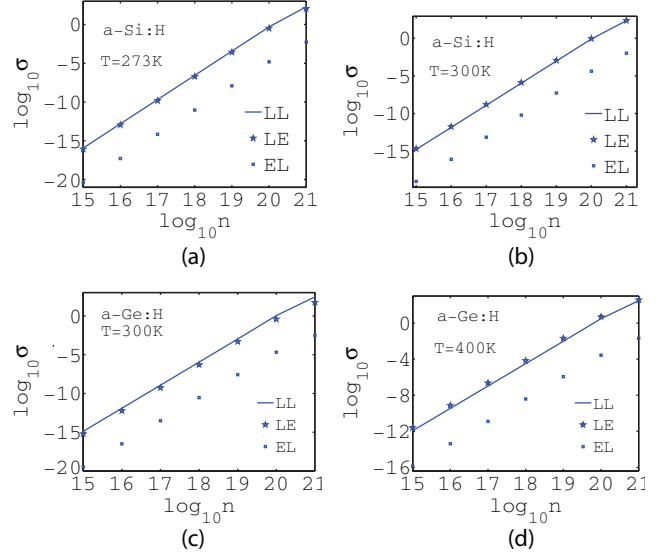 a-Si:H
T=273K
0
-5
-10
-15
-20
log10σ
LL
LE
EL
15 16 17 18 19 20 21
log10n
(a)
a-Si:H
T=300K
0
-5
-10
-15
log10σ
LL
LE
EL
15 16 17 18 19 20 21
log10n
(b)
a-Ge:H
T=300K
0
-5
-10
-15
-20
log10σ
LL
LE
EL
15 16 17 18 19 20 21
log10n
(c)
a-Ge:H
T=400K
0
-4
-8
-12
-16
log10σ
LL
LE
EL
15 16 17 18 19 20 21
log10n
(d)